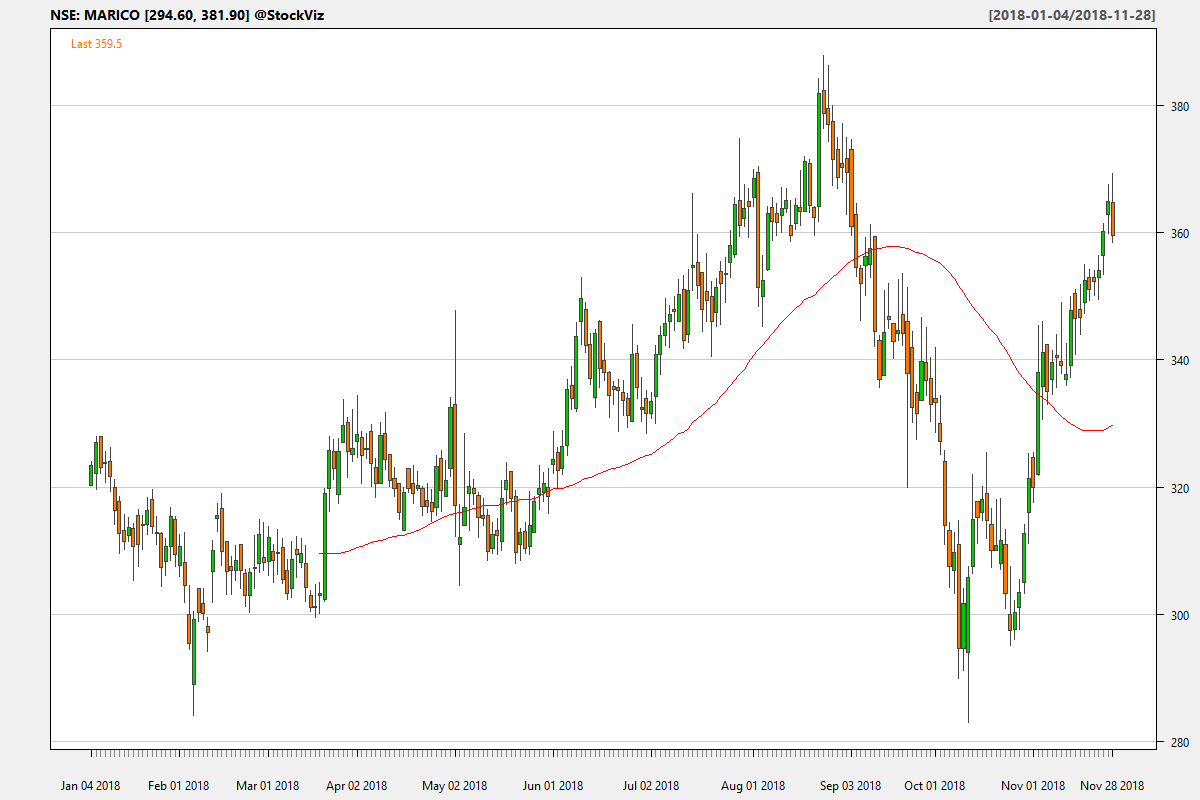 NSE: MARICO [294.60, 381.90] @StockViz [2018-01-04/2018-11-28]
Last 359.5
380
360
340
320
300
280
Jan 04 2018 Feb 01 2018 Mar 01 2018 Apr 02 2018 May 02 2018 Jun 01 2018 Jul 02 2018 Aug 01 2018 Sep 03 2018 Oct 01 2018 Nov 01 2018 Nov 28 2018